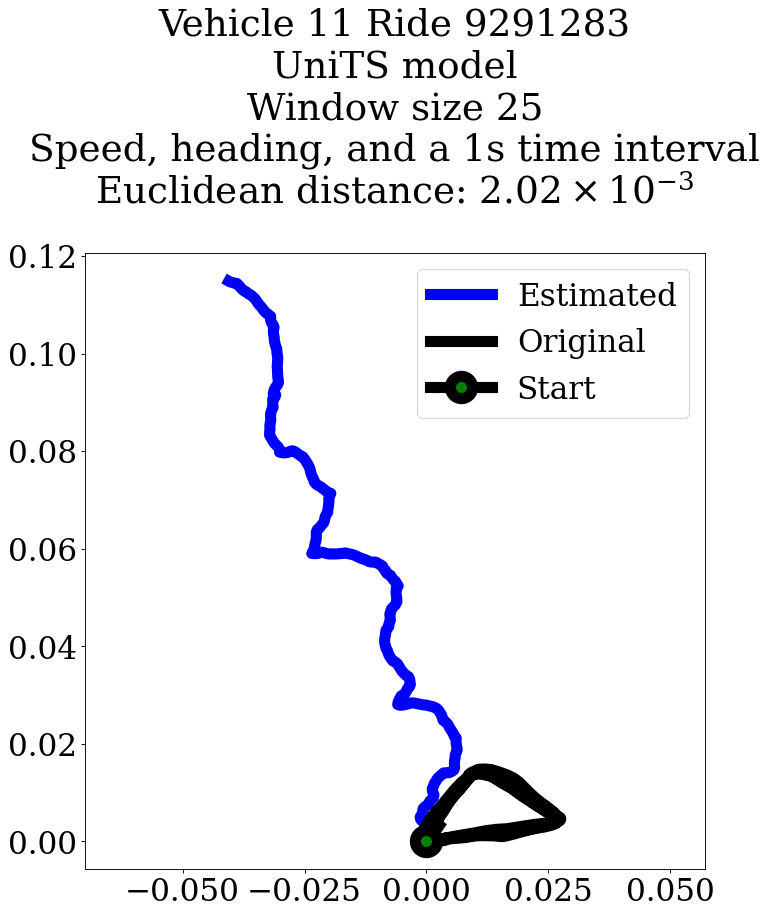 Vehicle 11 Ride 9291283
UniTS model
Window size 25
Speed, heading, and a 1s time interval
Euclidean distance: 2.02 × 10⁻³
0.12
0.10
0.08
0.06
0.04
0.02
0.00
Estimated
Original
Start
−0.050 −0.025 0.000 0.025 0.050